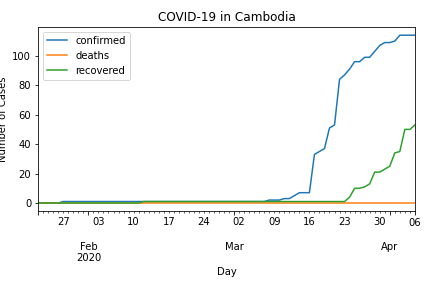 COVID-19 in Cambodia
confirmed
deaths
recovered
100
80
60
40
20
0
Number of Cases
27 03 10 17 24 02 09 16 23 30 06
Feb Mar Apr
2020
Day